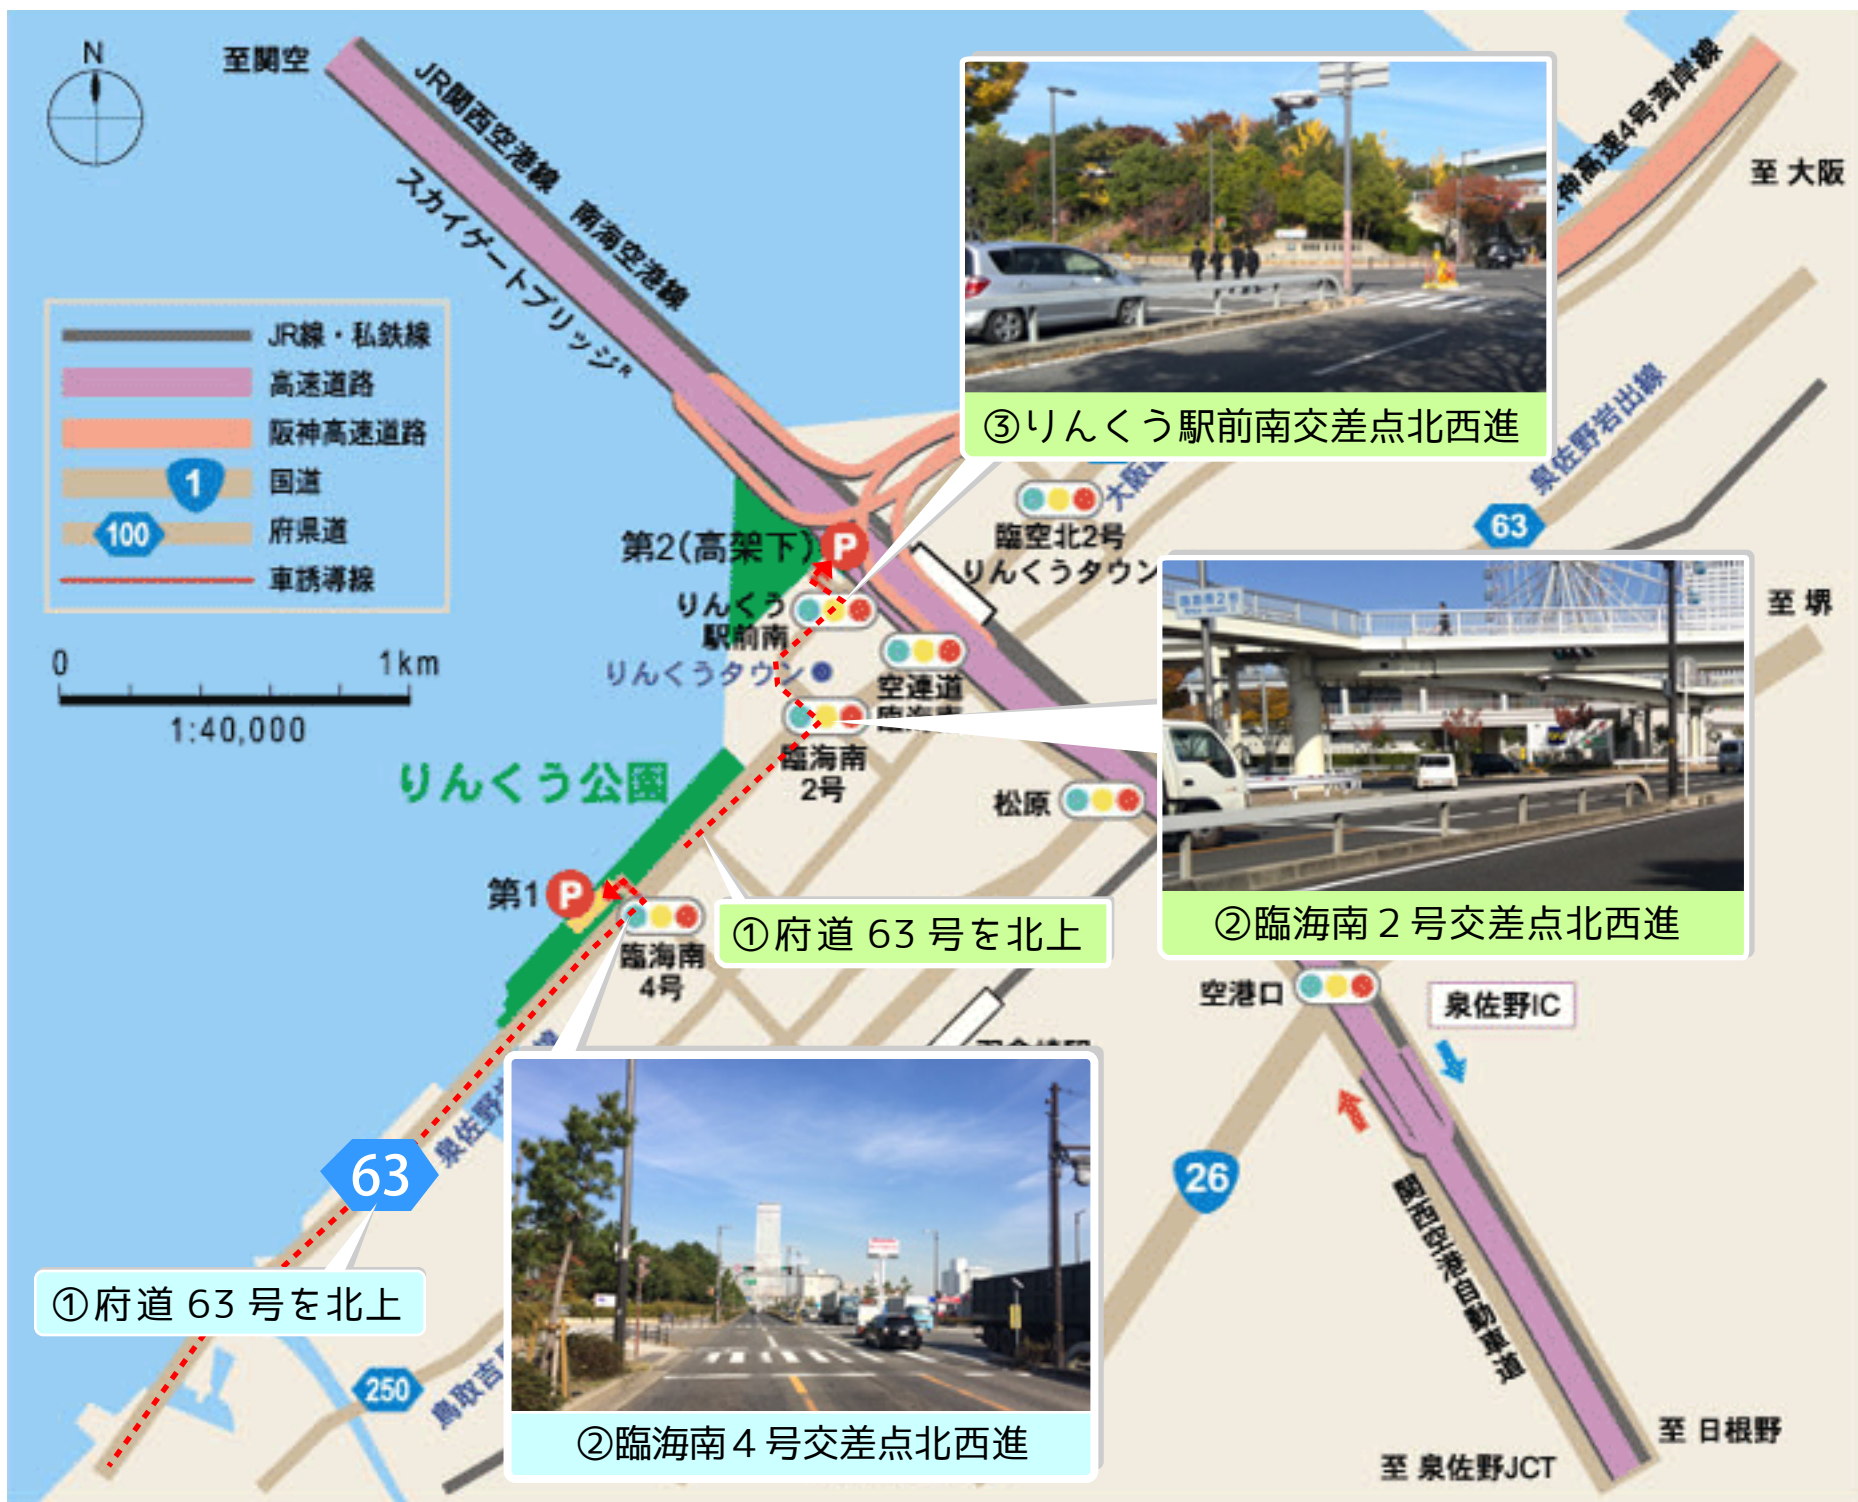 N
至関空
JR関西空港線 南海空港線
スカイゲートブリッジR
神高速4号湾岸線
至 大阪
JR線・私鉄線
高速道路
阪神高速道路
1
国道
100
府県道
車誘導線
0 1km
1:40,000
③りんくう駅前南交差点北西進
泉佐野岩出線
63
臨空北2号
りんくうタウン
第2(高架下)
P
りんくう
駅前南
りんくうタウン
空連道
臨海南
臨海南
2号
至 堺
りんくう公園
松原
第1
P
①府道 63 号を北上
臨海南
4号
②臨海南2号交差点北西進
空港口
泉佐野IC
63
泉佐野
①府道 63 号を北上
26
関西空港自動車道
250
鳥取吉
②臨海南4号交差点北西進
至 日根野
至 泉佐野JCT